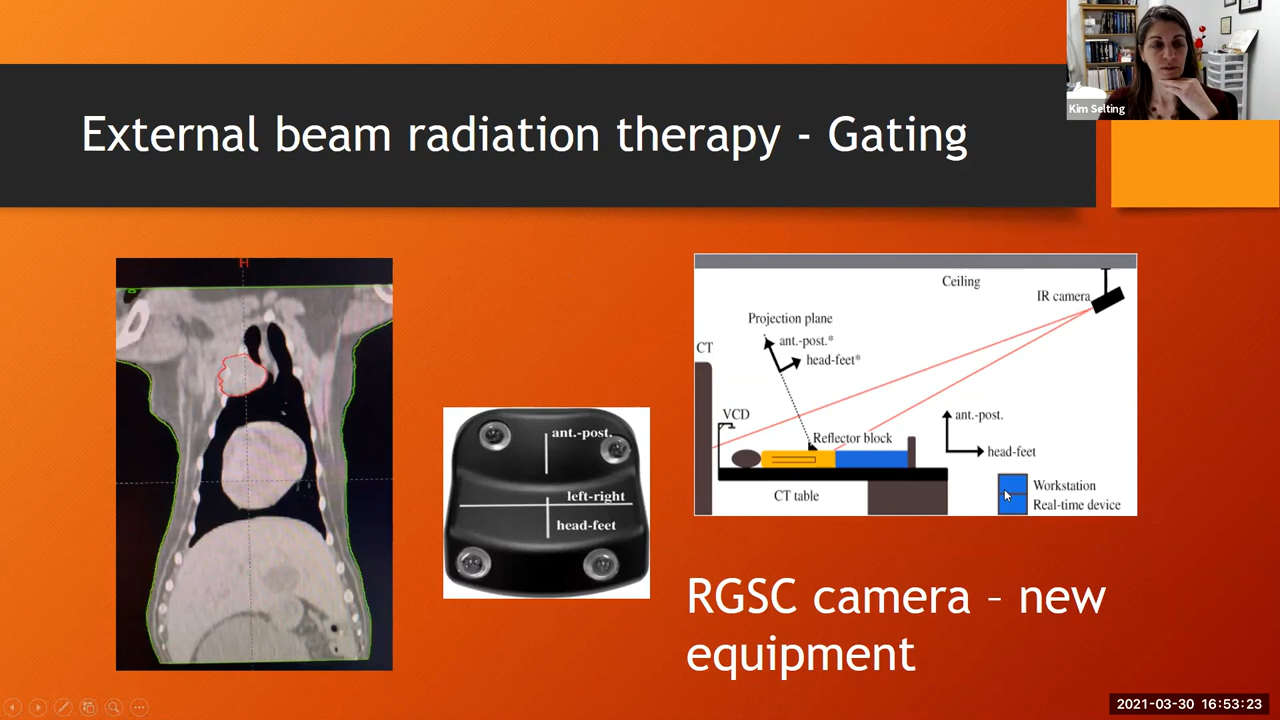 Kim Selting
External beam radiation therapy - Gating
H
ant.-post.
left-right
head-feet
Ceiling
IR camera
Projection plane
ant.-post.*
head-feet*
CT
VCD
Reflector block
ant.-post.
head-feet
CT table
Workstation
Real-time device
RGSC camera – new
equipment
2021-03-30 16:53:23